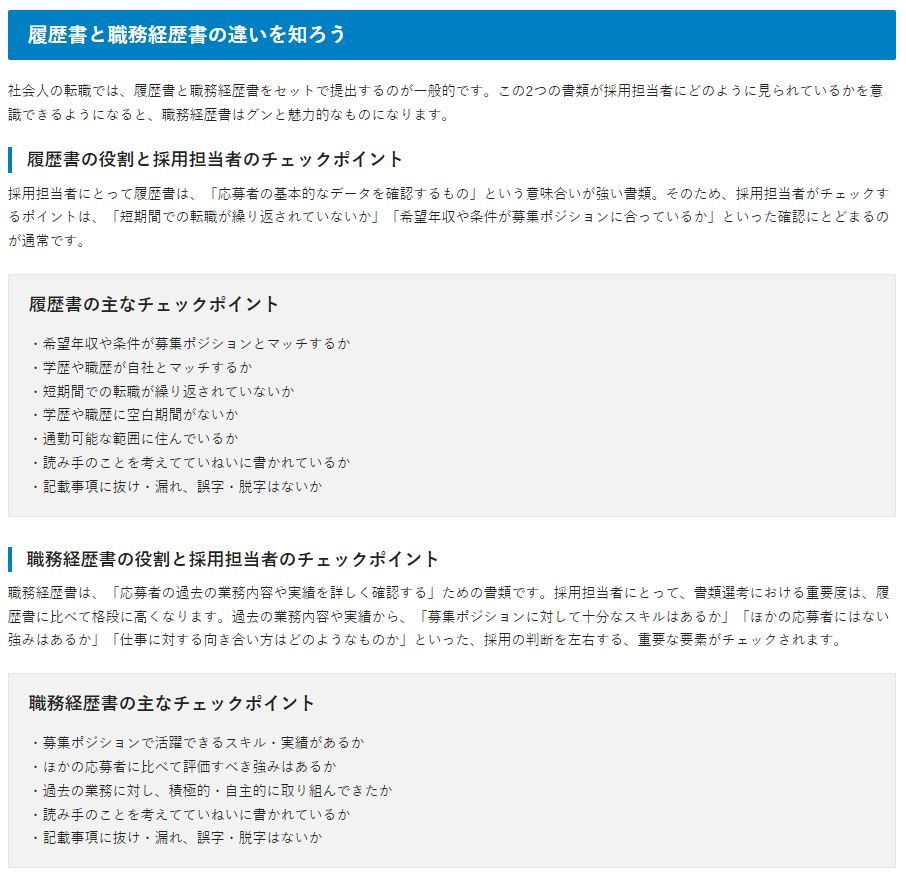 履歴書と職務経歴書の違いを知ろう
社会人の転職では、履歴書と職務経歴書をセットで提出するのが一般的です。この2つの書類が採用担当者にどのように見られているかを意
識できるようになると、職務経歴書はグンと魅力的なものになります。
履歴書の役割と採用担当者のチェックポイント
採用担当者にとって履歴書は、「応募者の基本的なデータを確認するもの」という意味合いが強い書類。そのため、採用担当者がチェックす
るポイントは、「短期間での転職が繰り返されていないか」「希望年収や条件が募集ポジションに合っているか」といった確認にとどまるの
が通常です。
履歴書の主なチェックポイント
・希望年収や条件が募集ポジションとマッチするか
・学歴や職歴が自社とマッチするか
・短期間での転職が繰り返されていないか
・学歴や職歴に空白期間がないか
・通勤可能な範囲に住んでいるか
・読み手のことを考えてていねいに書かれているか
・記載事項に抜け・漏れ、誤字・脱字はないか
職務経歴書の役割と採用担当者のチェックポイント
職務経歴書は、「応募者の過去の業務内容や実績を詳しく確認する」ための書類です。採用担当者にとって、書類選考における重要度は、履
歴書に比べて格段に高くなります。過去の業務内容や実績から、「募集ポジションに対して十分なスキルはあるか」「ほかの応募者にはない
強みはあるか」「仕事に対する向き合い方はどのようなものか」といった、採用の判断を左右する、重要な要素がチェックされます。
職務経歴書の主なチェックポイント
・募集ポジションで活躍できるスキル・実績があるか
・ほかの応募者に比べて評価すべき強みはあるか
・過去の業務に対し、積極的・自主的に取り組んできたか
・読み手のことを考えてていねいに書かれているか
・記載事項に抜け・漏れ、誤字・脱字はないか